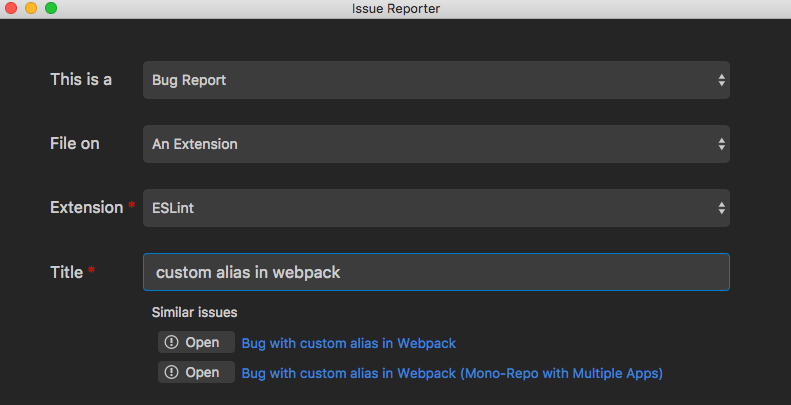 Issue Reporter
This is a Bug Report
File on An Extension
Extension * ESLint
Title * custom alias in webpack
Similar issues
Open Bug with custom alias in Webpack
Open Bug with custom alias in Webpack (Mono-Repo with Multiple Apps)